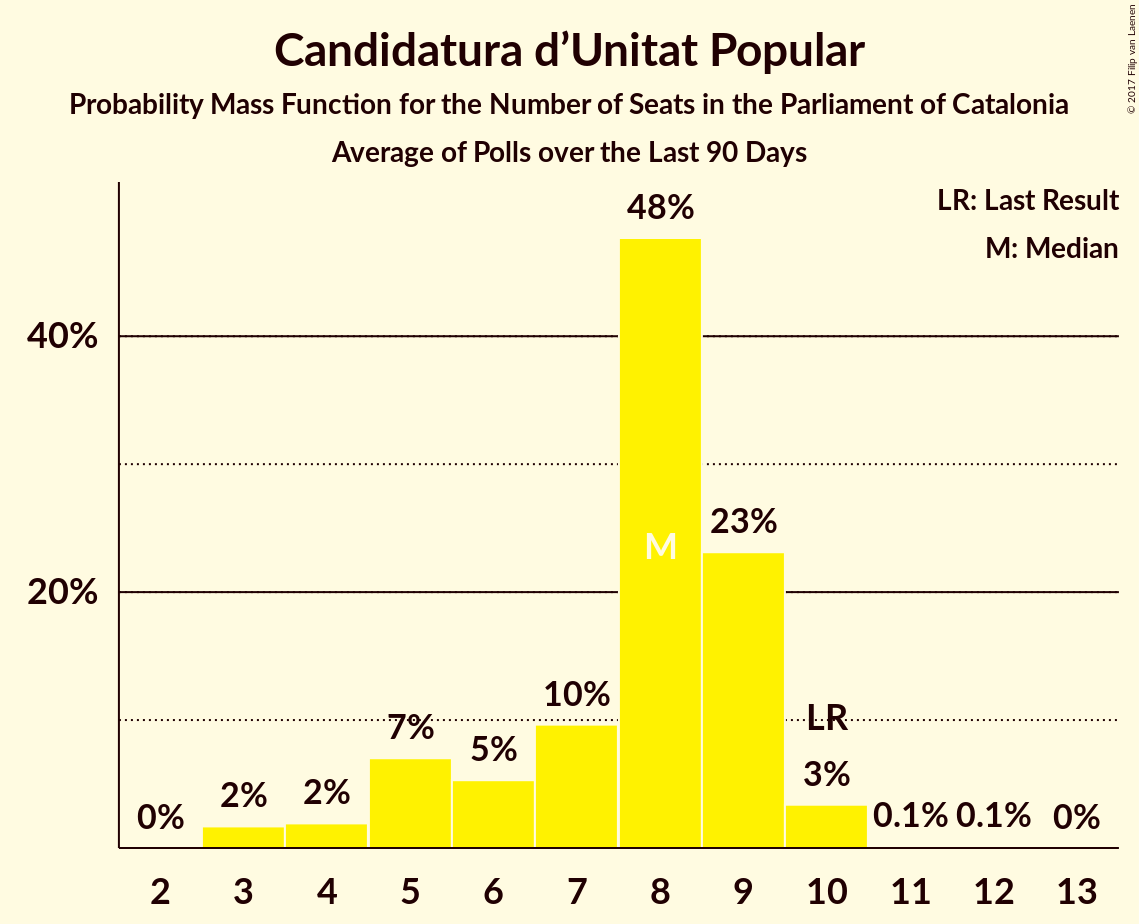 Candidatura d’Unitat Popular
Probability Mass Function for the Number of Seats in the Parliament of Catalonia
Average of Polls over the Last 90 Days
© 2017 Filip van Laenen
LR: Last Result
M: Median
48%
40%
23%
M
20%
10%
LR
7%
5%
3%
2%
2%
0%
0.1%
0.1%
0%
2 3 4 5 6 7 8 9 10 11 12 13